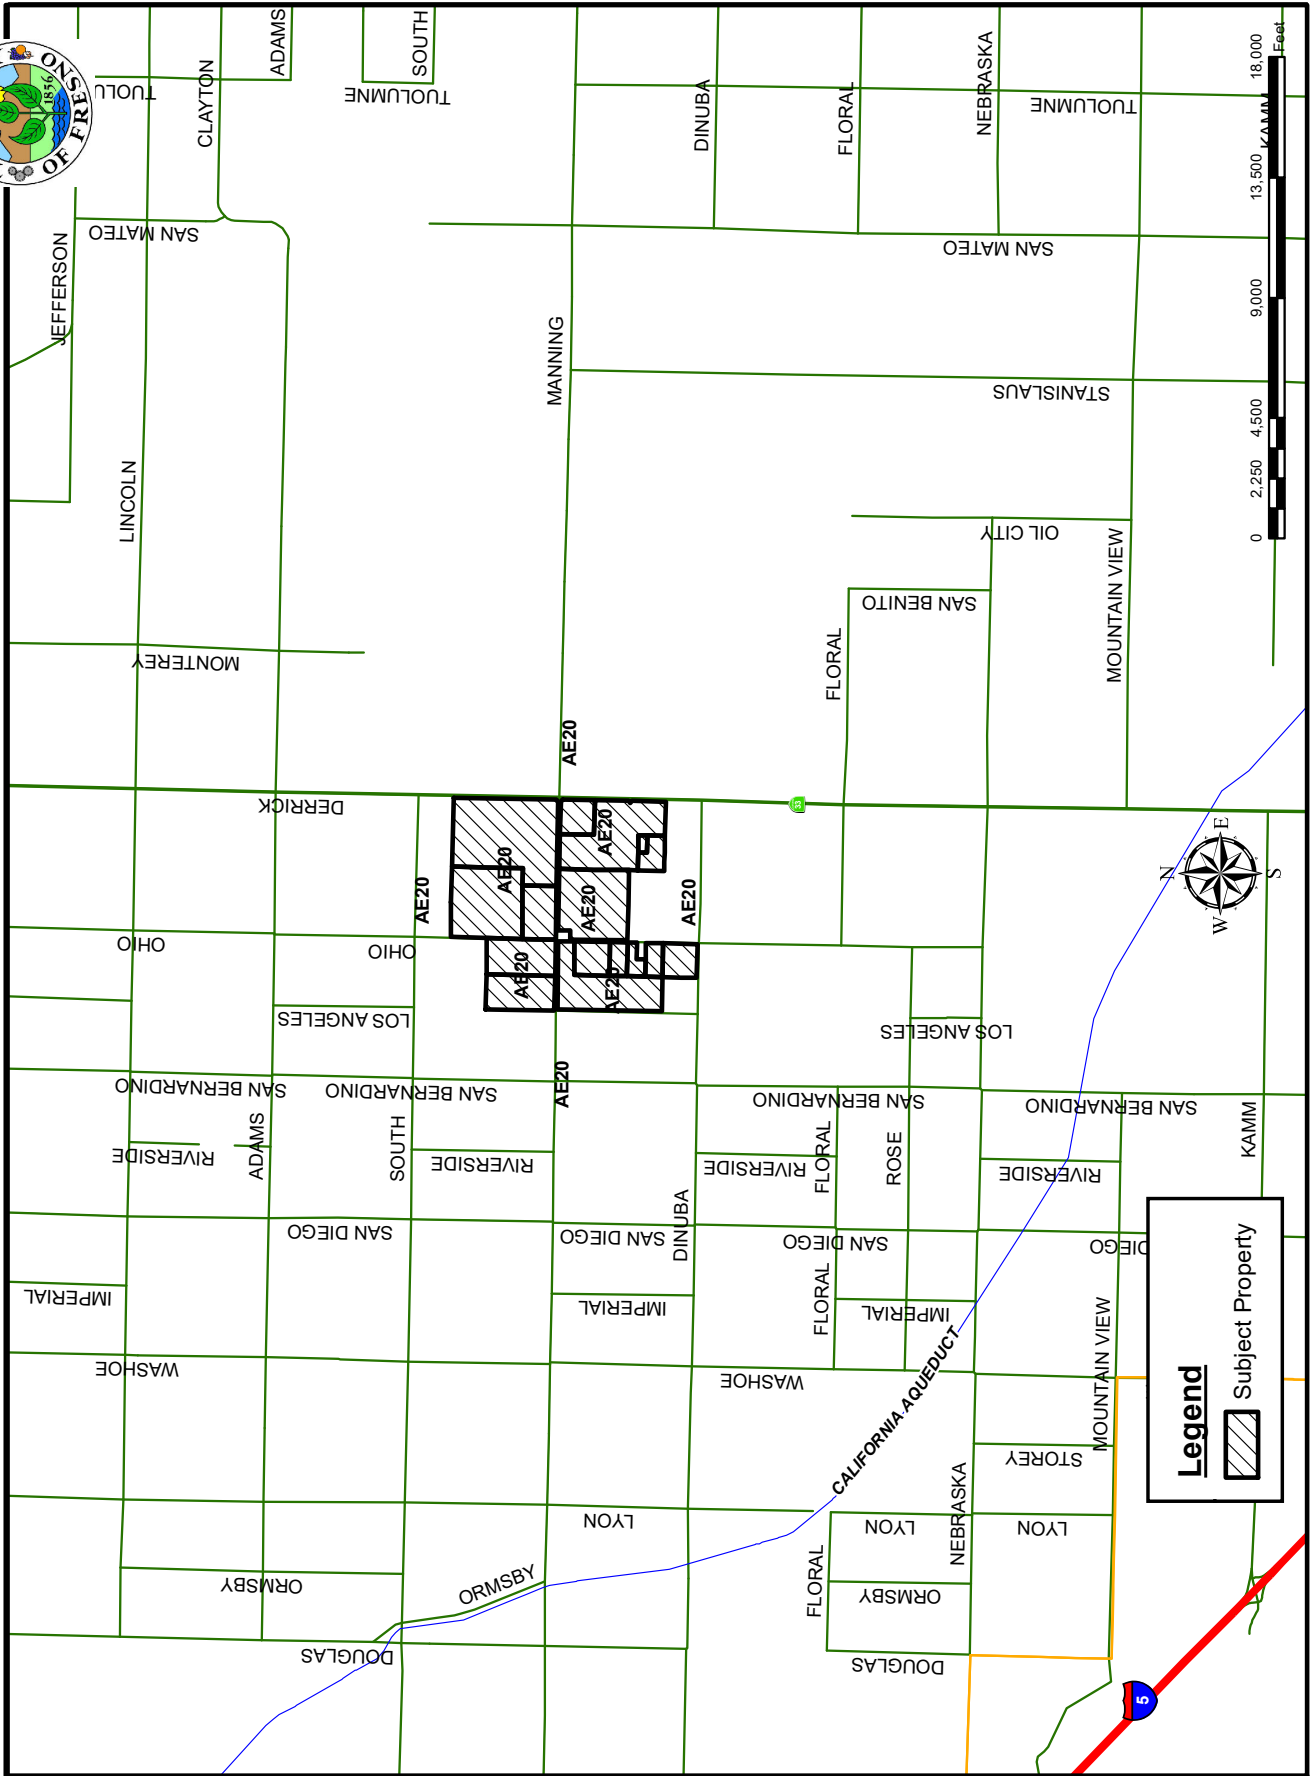 OF FRESNO
1856
JEFFERSON
LINCOLN
CLAYTON
ADAMS
SOUTH
TUOLUMNE
TUOLUMNE
SAN MATEO
MANNING
DINUBA
FLORAL
NEBRASKA
TUOLUMNE
SAN MATEO
STANISLAUS
KAMM
OIL CITY
SAN BENITO
FLORAL
MOUNTAIN VIEW
MONTEREY
DERRICK
33
AE20
AE20
AE20
AE20
AE20
AE20
AE20
AE20
AE20
OHIO
OHIO
LOS ANGELES
LOS ANGELES
SAN BERNARDINO
SAN BERNARDINO
SAN BERNARDINO
SAN BERNARDINO
RIVERSIDE
RIVERSIDE
RIVERSIDE
RIVERSIDE
ADAMS
SOUTH
FLORAL
ROSE
KAMM
SAN DIEGO
SAN DIEGO
SAN DIEGO
DIEGO
DINUBA
IMPERIAL
IMPERIAL
IMPERIAL
FLORAL
MOUNTAIN VIEW
WASHOE
WASHOE
CALIFORNIA AQUEDUCT
STOREY
LYON
LYON
LYON
NEBRASKA
ORMSBY
ORMSBY
ORMSBY
FLORAL
DOUGLAS
DOUGLAS
5
N
E
S
W
0 2,250 4,500 9,000 13,500 18,000
Feet
Legend
Subject Property